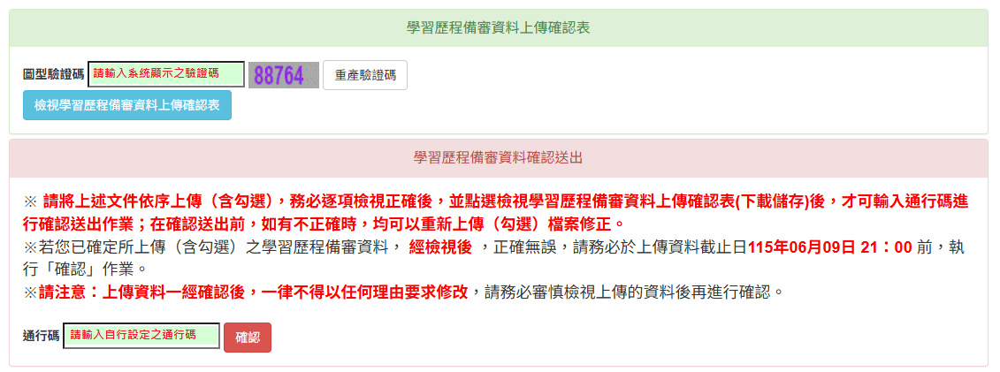 學習歷程備審資料上傳確認表
圖型驗證碼 請輸入系統顯示之驗證碼 88764 重產驗證碼
檢視學習歷程備審資料上傳確認表
學習歷程備審資料確認送出
※ 請將上述文件依序上傳（含勾選），務必逐項檢視正確後，並點選檢視學習歷程備審資料上傳確認表(下載儲存)後，才可輸入通行碼進
行確認送出作業；在確認送出前，如有不正確時，均可以重新上傳（勾選）檔案修正。
※若您已確定所上傳（含勾選）之學習歷程備審資料， 經檢視後 ，正確無誤，請務必於上傳資料截止日115年06月09日 21：00 前，執
行「確認」作業。
※請注意：上傳資料一經確認後，一律不得以任何理由要求修改，請務必審慎檢視上傳的資料後再進行確認。
通行碼 請輸入自行設定之通行碼 確認